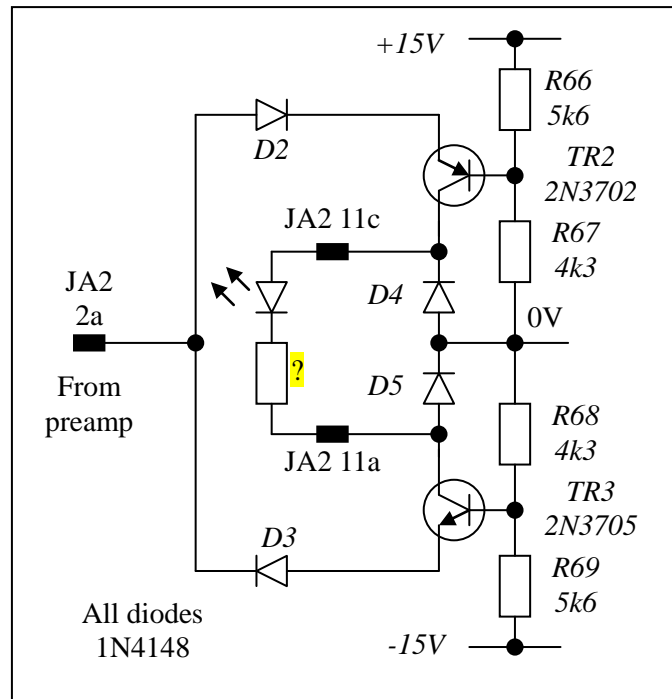 +15V
R66
5k6
D2
TR2
2N3702
JA2 11c
R67
4k3
JA2
2a
D4
0V
From
preamp
?
D5
R68
4k3
JA2 11a
TR3
2N3705
D3
R69
5k6
All diodes
1N4148
-15V